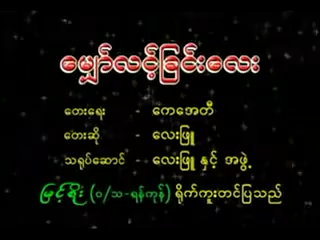 မျှော်လင့်ခြင်းလေး
တေးရေး - ကေအေတီ
တေးဆို - လေးဖြူ
သရုပ်ဆောင် - လေးဖြူ နှင့် အဖွဲ့
မြင့်စိုး (ဝ/သ-ရန်ကုန်) ရိုက်ကူးတင်ပြသည်